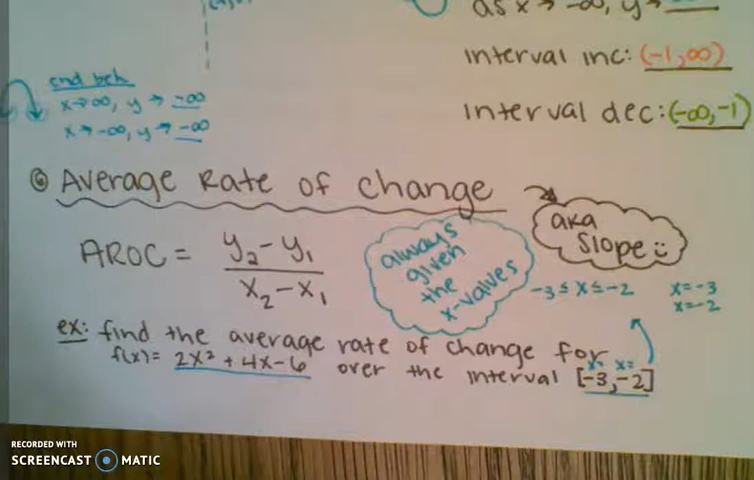 as x → -∞, y →
interval inc: (-1,∞)
interval dec: (-∞,-1)
end beh
x→∞, y → -∞
x→-∞, y → -∞
⑥ Average Rate of change
aka
slope
AROC = y₂-y₁
x₂-x₁
always
given
the
x-values
-3 ≤ x ≤ -2
x=-3
x=-2
ex: find the average rate of change for
f(x)= 2x² + 4x-6 over the interval [-3,-2]
x= x=
RECORDED WITH
SCREENCAST MATIC